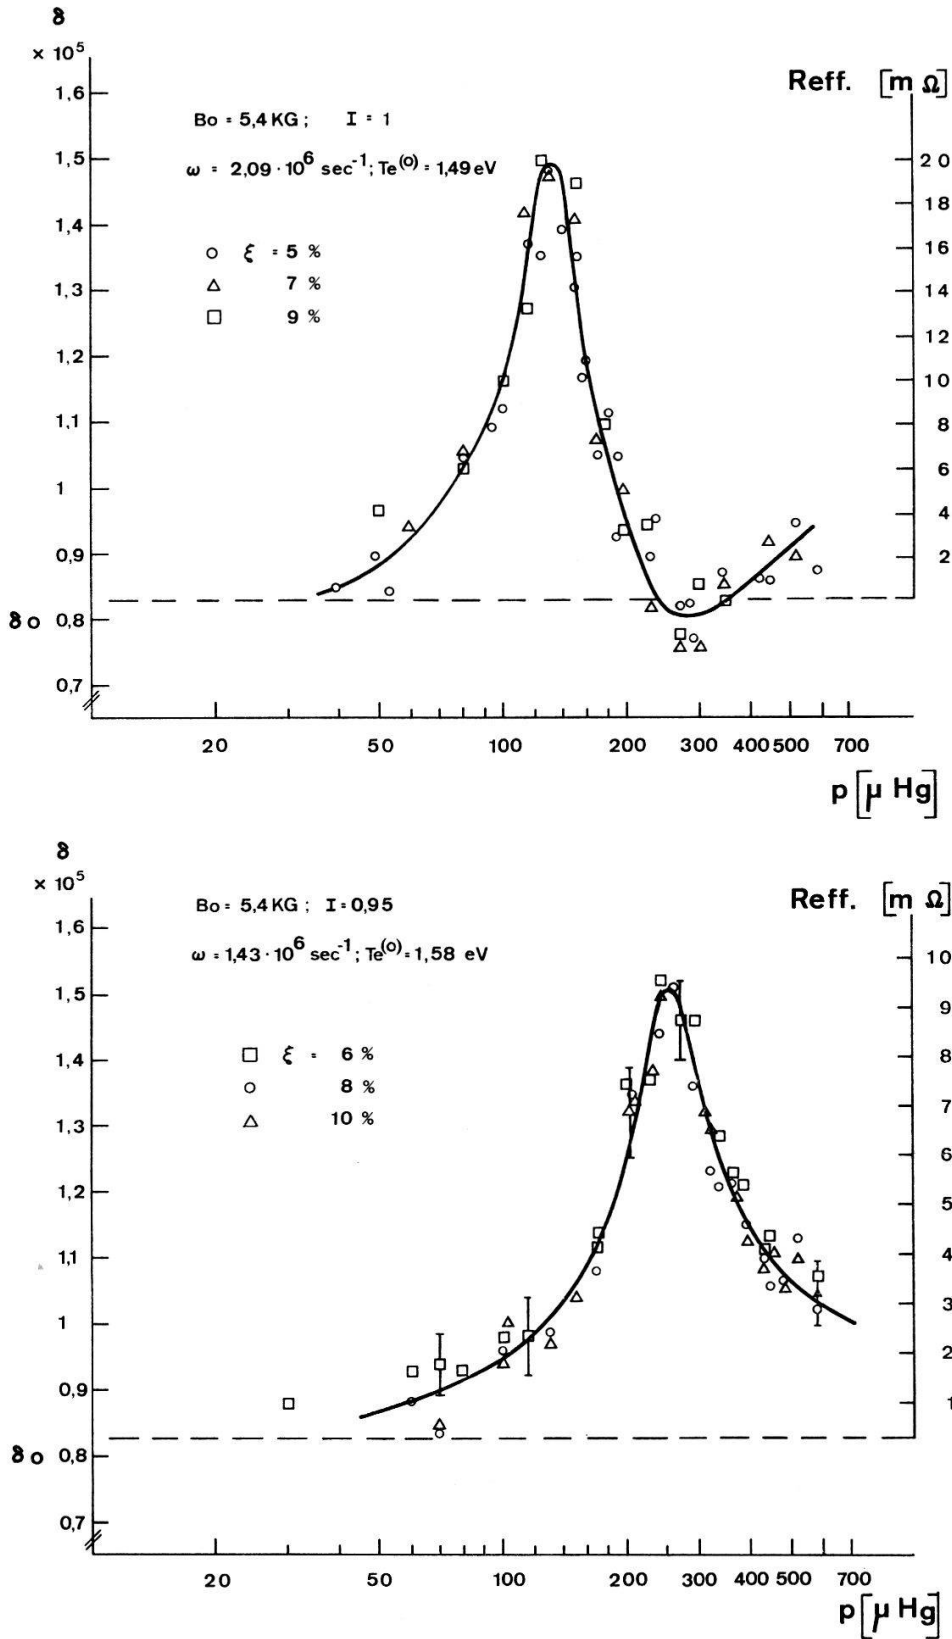 ϑ
× 10⁵
Reff. [m Ω]
1,6
Bo = 5,4 KG ; I = 1
1,5
20
ω = 2,09 · 10⁶ sec⁻¹ ; Te⁽ᵒ⁾ = 1,49 eV
18
1,4
16
○ ξ = 5 %
△ 7 %
1,3
14
□ 9 %
12
1,2
10
1,1
8
6
1
4
0,9
2
ϑo
0,8
0,7
20 50 100 200 300 400 500 700
p [μ Hg]
ϑ
× 10⁵
Reff. [m Ω]
Bo = 5,4 KG ; I = 0,95
1,6
ω = 1,43 · 10⁶ sec⁻¹ ; Te⁽ᵒ⁾ = 1,58 eV
10
1,5
9
□ ξ = 6 %
1,4
8
○ 8 %
△ 10 %
7
1,3
6
1,2
5
1,1
4
3
1
2
0,9
1
ϑo
0,8
0,7
20 50 100 200 300 400 500 700
p [μ Hg]